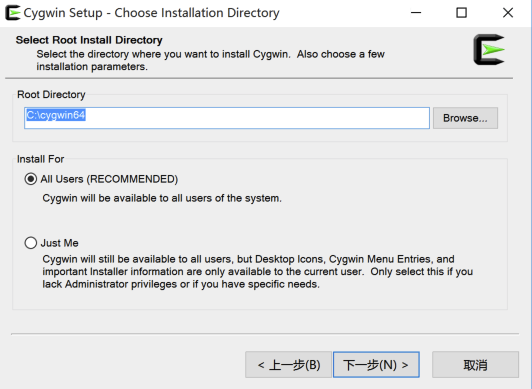 Cygwin Setup - Choose Installation Directory
Select Root Install Directory
Select the directory where you want to install Cygwin. Also choose a few
installation parameters.
Root Directory
C:\cygwin64
Browse...
Install For
All Users (RECOMMENDED)
Cygwin will be available to all users of the system.
Just Me
Cygwin will still be available to all users, but Desktop Icons, Cygwin Menu Entries, and
important Installer information are only available to the current user. Only select this if you
lack Administrator privileges or if you have specific needs.
< 上一步(B)
下一步(N) >
取消